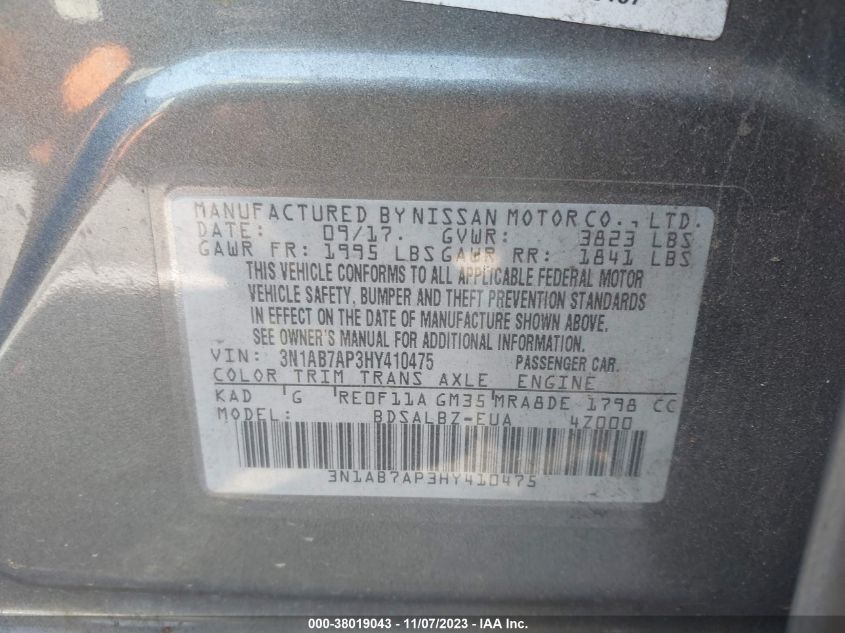 MANUFACTURED BY NISSAN MOTOR CO., LTD.
DATE: 09/17. GVWR: 3823 LBS
GAWR FR: 1995 LBS GAWR RR: 1841 LBS
THIS VEHICLE CONFORMS TO ALL APPLICABLE FEDERAL MOTOR
VEHICLE SAFETY, BUMPER AND THEFT PREVENTION STANDARDS
IN EFFECT ON THE DATE OF MANUFACTURE SHOWN ABOVE.
SEE OWNER'S MANUAL FOR ADDITIONAL INFORMATION.
VIN: 3N1AB7AP3HY410475 PASSENGER CAR.
COLOR TRIM TRANS AXLE ENGINE
KAD G RE0F11A GM35 MRA8DE 1798 CC
MODEL: BDSALBZ-EUA 4Z000
3N1AB7AP3HY410475
000-38019043 - 11/07/2023 - IAA Inc.